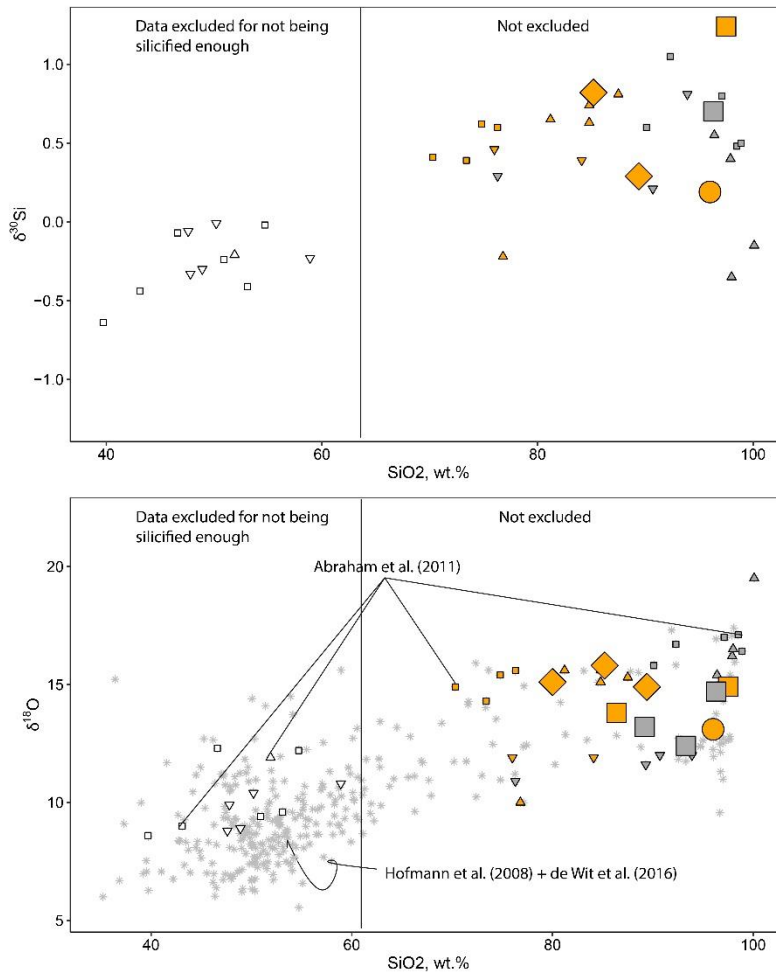 Data excluded for not being
silicified enough
Not excluded
1.0
0.5
0.0
−0.5
−1.0
δ30Si
40
60
80
100
SiO2, wt.%
Data excluded for not being
silicified enough
Not excluded
Abraham et al. (2011)
20
15
10
5
δ18O
Hofmann et al. (2008) + de Wit et al. (2016)
40
60
80
100
SiO2, wt.%